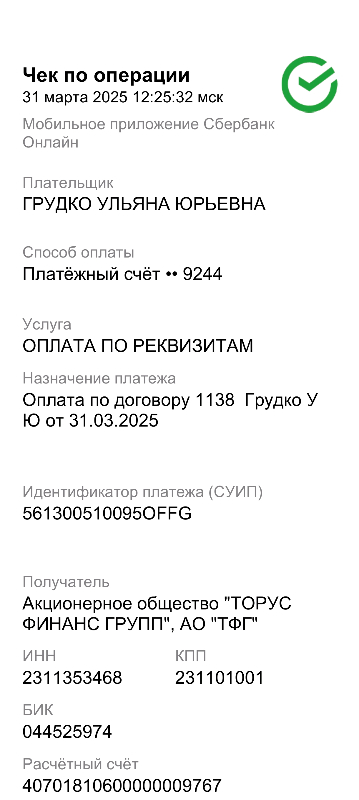 Чек по операции
31 марта 2025 12:25:32 мск
Мобильное приложение Сбербанк
Онлайн
Плательщик
ГРУДКО УЛЬЯНА ЮРЬЕВНА
Способ оплаты
Платёжный счёт •• 9244
Услуга
ОПЛАТА ПО РЕКВИЗИТАМ
Назначение платежа
Оплата по договору 1138 Грудко У
Ю от 31.03.2025
Идентификатор платежа (СУИП)
561300510095OFFG
Получатель
Акционерное общество "ТОРУС
ФИНАНС ГРУПП", АО "ТФГ"
ИНН КПП
2311353468 231101001
БИК
044525974
Расчётный счёт
40701810600000009767